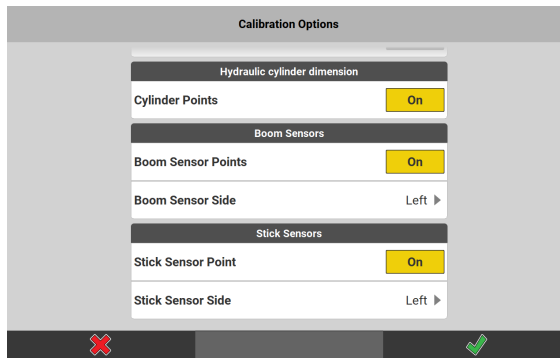 Calibration Options
Hydraulic cylinder dimension
Cylinder Points On
Boom Sensors
Boom Sensor Points On
Boom Sensor Side Left
Stick Sensors
Stick Sensor Point On
Stick Sensor Side Left